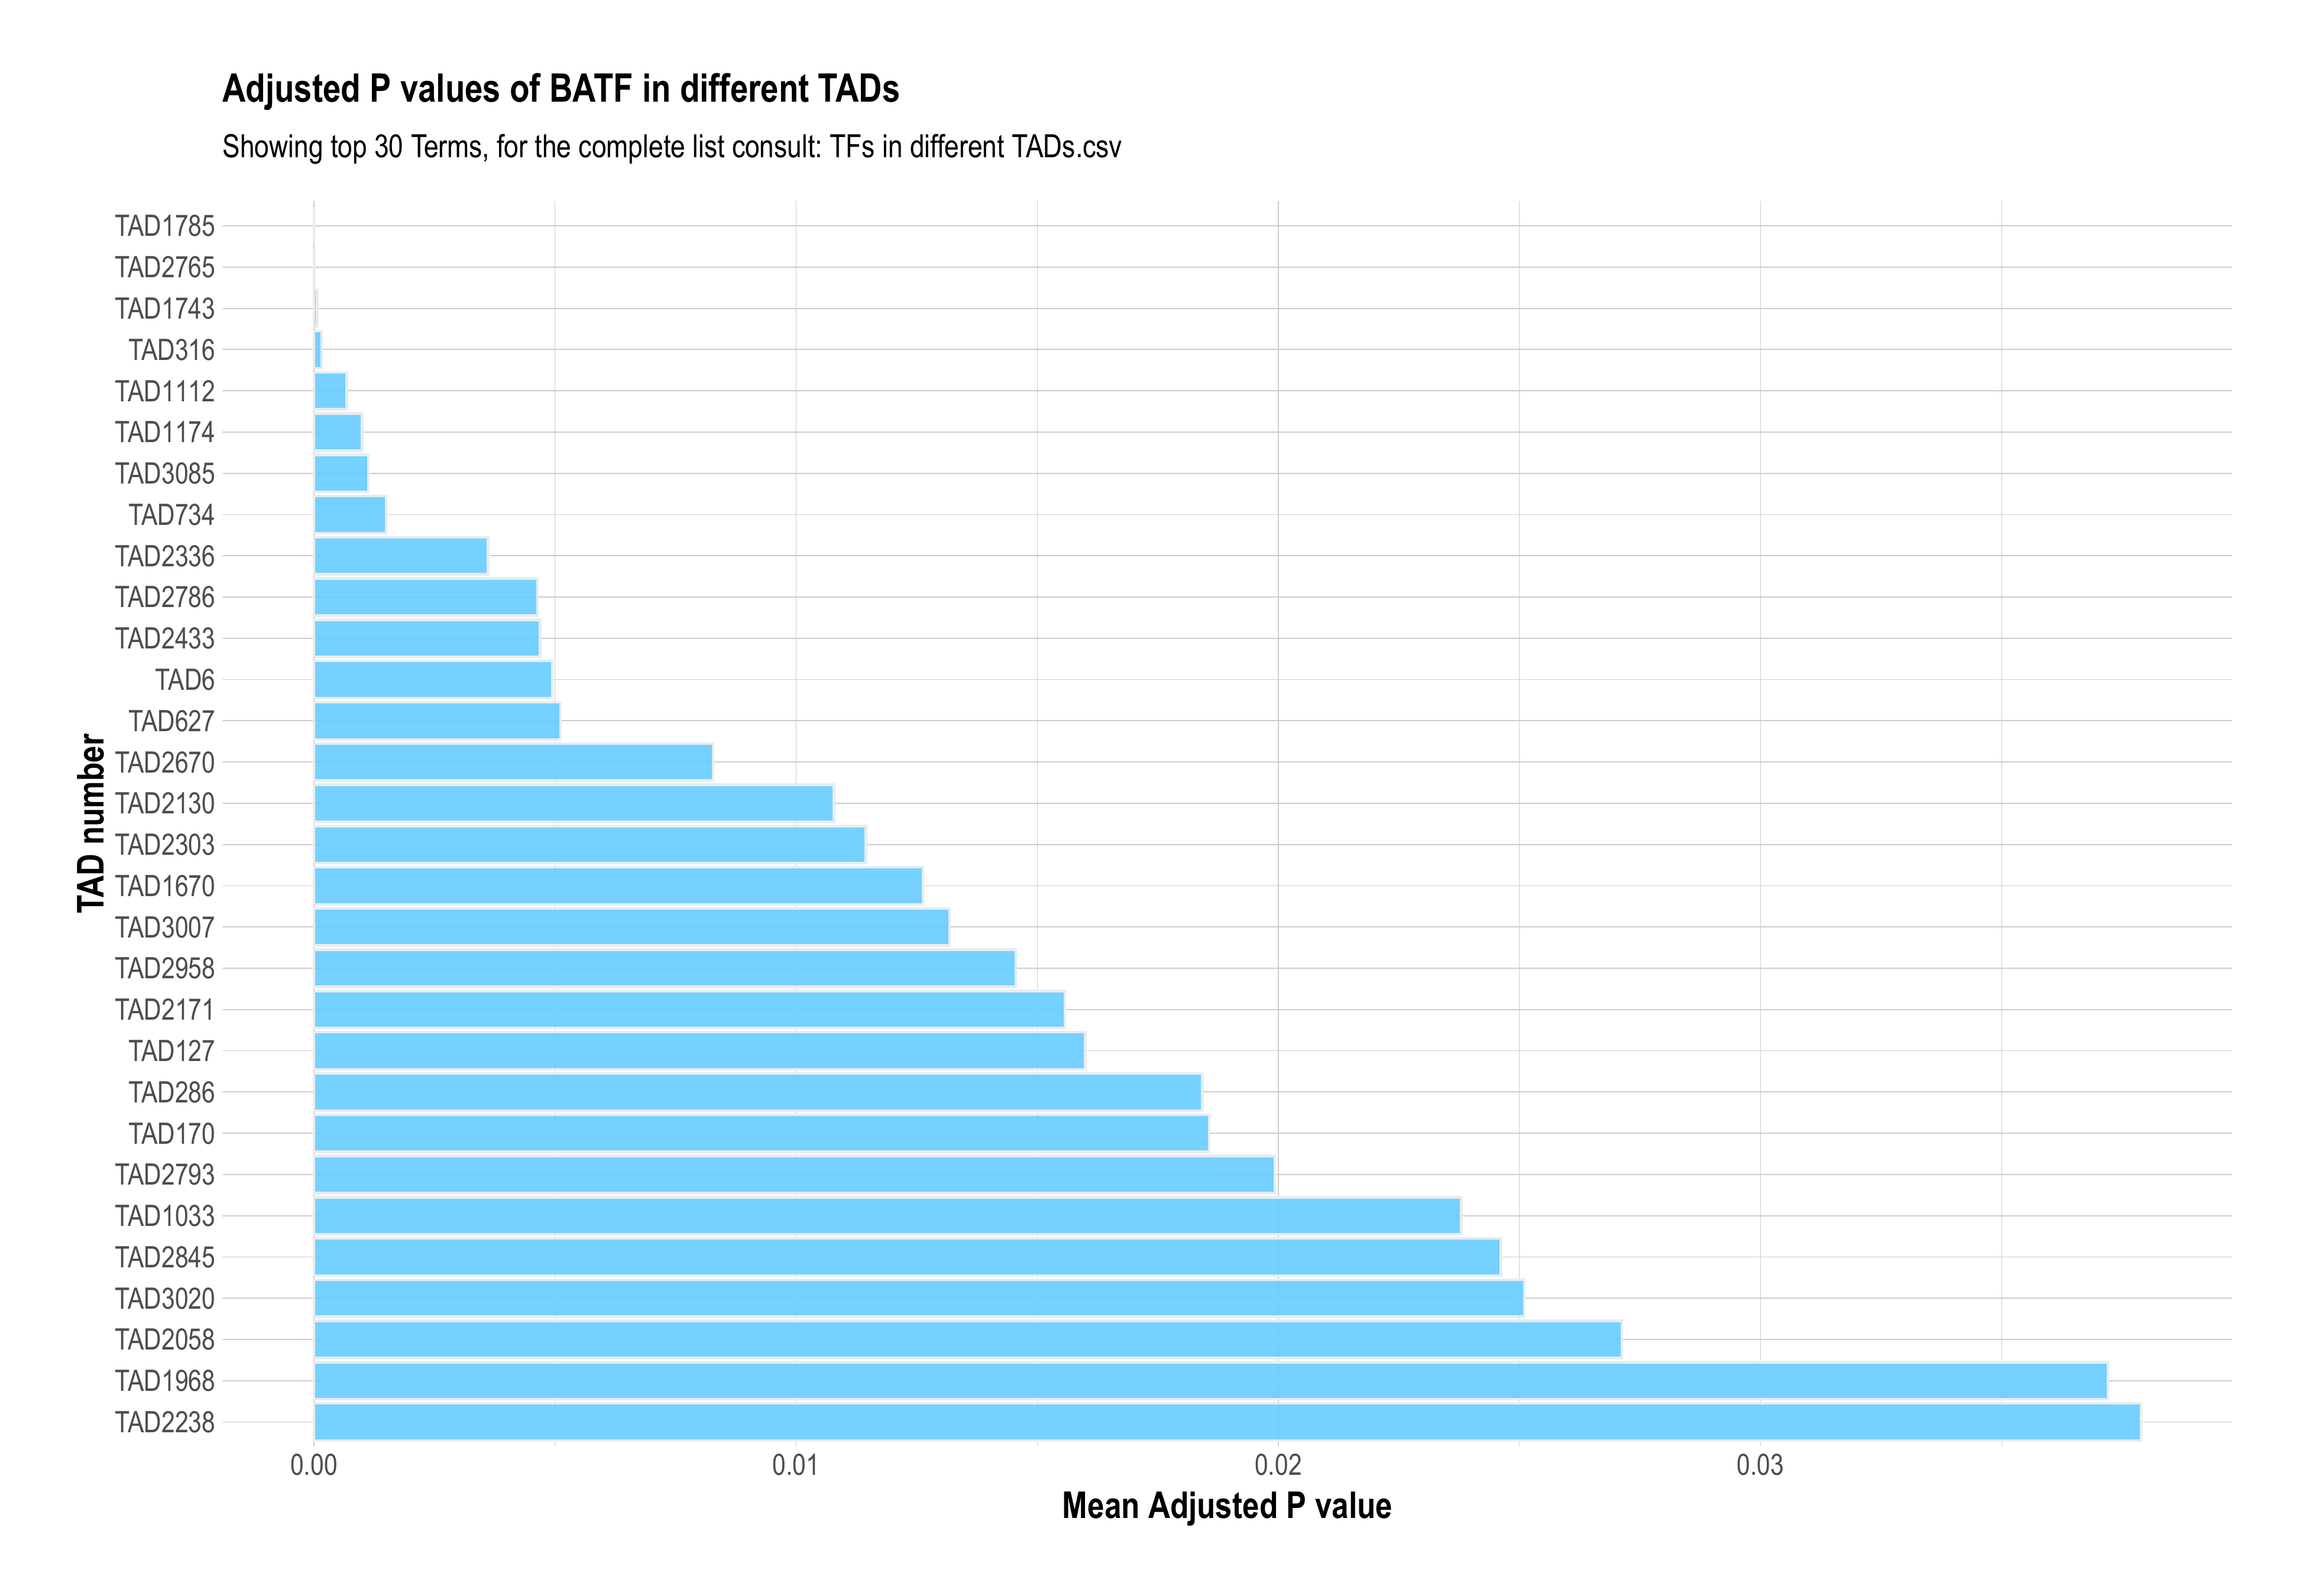 Adjusted P values of BATF in different TADs
Showing top 30 Terms, for the complete list consult: TFs in different TADs.csv
TAD number
TAD1785
TAD2765
TAD1743
TAD316
TAD1112
TAD1174
TAD3085
TAD734
TAD2336
TAD2786
TAD2433
TAD6
TAD627
TAD2670
TAD2130
TAD2303
TAD1670
TAD3007
TAD2958
TAD2171
TAD127
TAD286
TAD170
TAD2793
TAD1033
TAD2845
TAD3020
TAD2058
TAD1968
TAD2238
0.00 0.01 0.02 0.03
Mean Adjusted P value